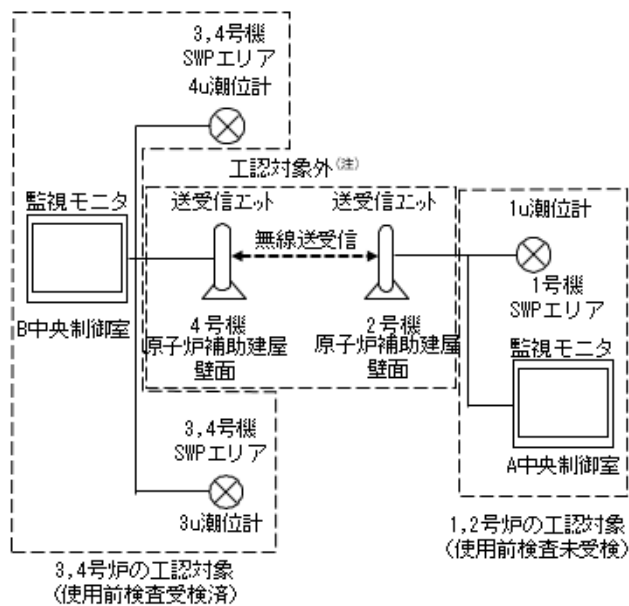 3,4号機
SWPエリア
4u潮位計
工認対象外(注)
監視モニタ
送受信ユニット
送受信ユニット
1u潮位計
無線送受信
1号機
SWPエリア
B中央制御室
4号機
原子炉補助建屋
壁面
2号機
原子炉補助建屋
壁面
監視モニタ
A中央制御室
3,4号機
SWPエリア
3u潮位計
1,2号炉の工認対象
(使用前検査未受検)
3,4号炉の工認対象
(使用前検査受検済)